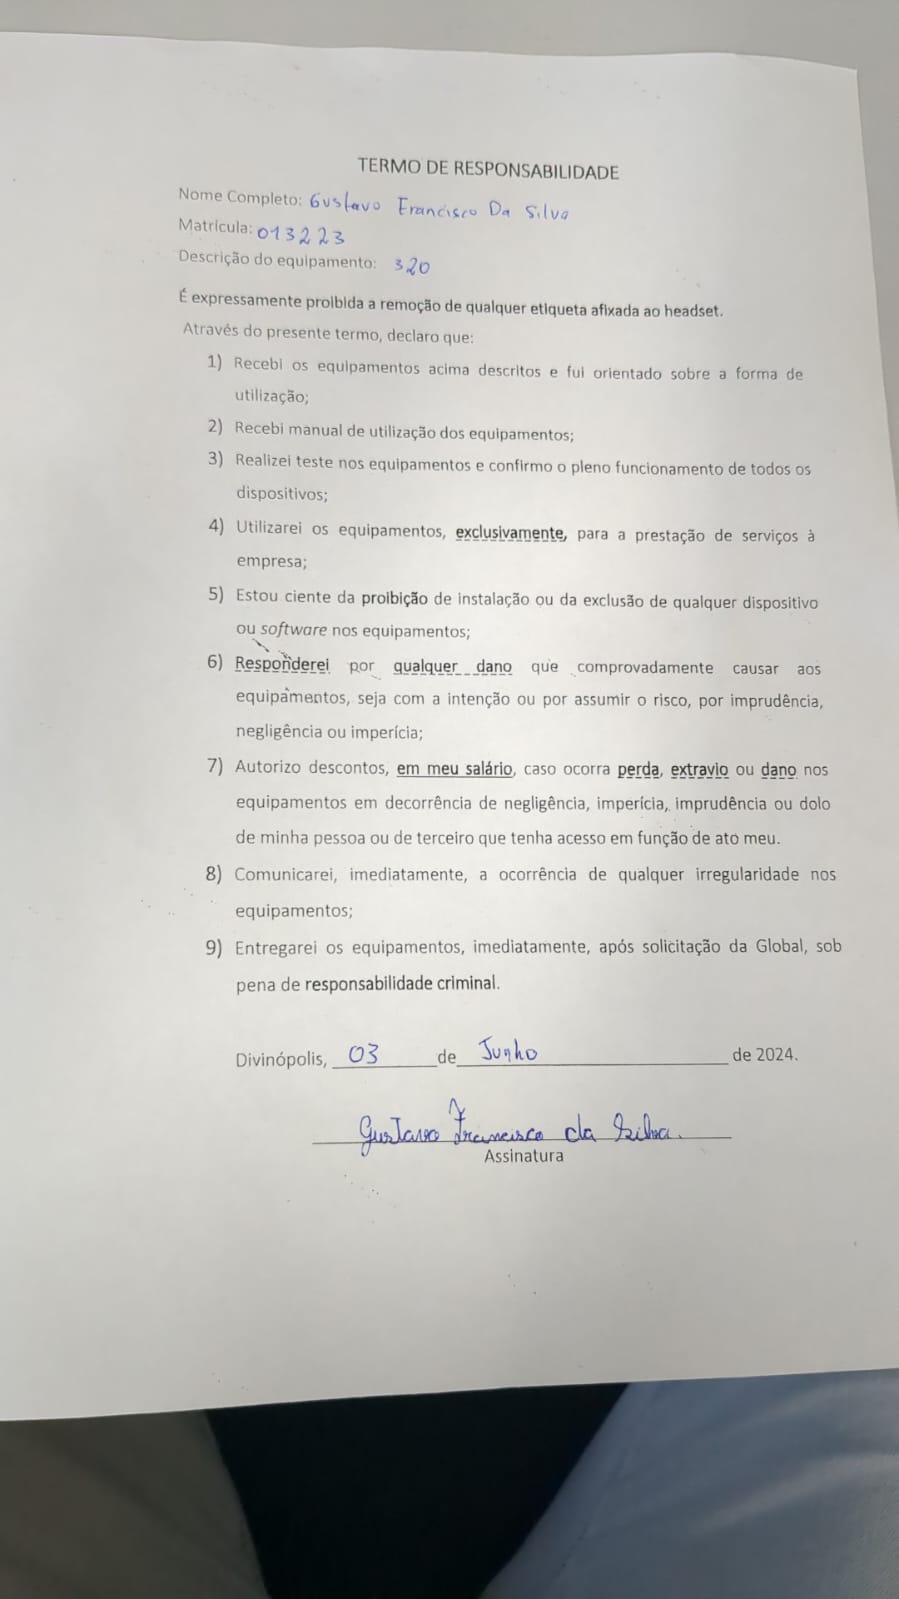 TERMO DE RESPONSABILIDADE
Nome Completo: Gustavo Francisco Da Silva
Matrícula: 013223
Descrição do equipamento: 320
É expressamente proibida a remoção de qualquer etiqueta afixada ao headset.
Através do presente termo, declaro que:
1) Recebi os equipamentos acima descritos e fui orientado sobre a forma de
utilização;
2) Recebi manual de utilização dos equipamentos;
3) Realizei teste nos equipamentos e confirmo o pleno funcionamento de todos os
dispositivos;
4) Utilizarei os equipamentos, exclusivamente, para a prestação de serviços à
empresa;
5) Estou ciente da proibição de instalação ou da exclusão de qualquer dispositivo
ou software nos equipamentos;
6) Responderei por qualquer dano que comprovadamente causar aos
equipamentos, seja com a intenção ou por assumir o risco, por imprudência,
negligência ou imperícia;
7) Autorizo descontos, em meu salário, caso ocorra perda, extravio ou dano nos
equipamentos em decorrência de negligência, imperícia, imprudência ou dolo
de minha pessoa ou de terceiro que tenha acesso em função de ato meu.
8) Comunicarei, imediatamente, a ocorrência de qualquer irregularidade nos
equipamentos;
9) Entregarei os equipamentos, imediatamente, após solicitação da Global, sob
pena de responsabilidade criminal.
Divinópolis, 03 de Junho de 2024.
Gustavo Francisco da Silva.
Assinatura